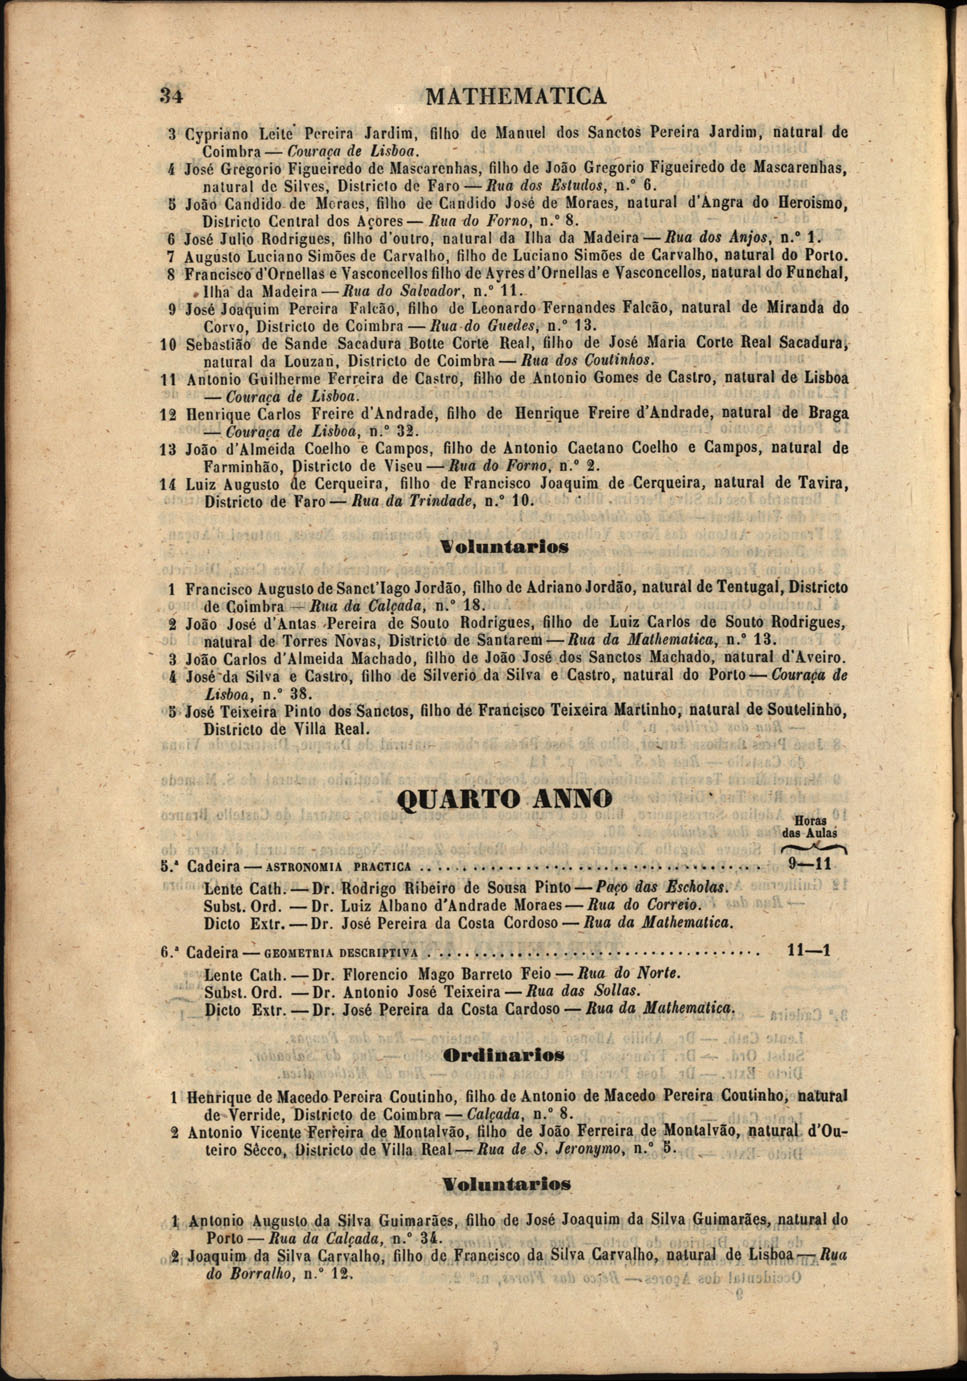 34 MATHEMATICA
3 Cypriano Leite Pereira Jardim, filho de Manuel dos Sanctos Pereira Jardim, natural de
Coimbra — Couraça de Lisboa.
4 José Gregorio Figueiredo de Mascarenhas, filho de João Gregorio Figueiredo de Mascarenhas,
natural de Silves, Districto de Faro — Rua dos Estudos, n.° 6.
5 João Candido de Moraes, filho de Candido José de Moraes, natural d'Angra do Heroismo,
Districto Central dos Açores — Rua do Forno, n.° 8.
6 José Julio Rodrigues, filho d'outro, natural da Ilha da Madeira — Rua dos Anjos, n.° 1.
7 Augusto Luciano Simões de Carvalho, filho de Luciano Simões de Carvalho, natural do Porto.
8 Francisco d'Ornellas e Vasconcellos filho de Ayres d'Ornellas e Vasconcellos, natural do Funchal,
Ilha da Madeira — Rua do Salvador, n.° 11.
9 José Joaquim Pereira Falcão, filho de Leonardo Fernandes Falcão, natural de Miranda do
Corvo, Districto de Coimbra — Rua do Guedes, n.° 13.
10 Sebastião de Sande Sacadura Botte Corte Real, filho de José Maria Corte Real Sacadura,
natural da Louzan, Districto de Coimbra — Rua dos Coutinhos.
11 Antonio Guilherme Ferreira de Castro, filho de Antonio Gomes de Castro, natural de Lisboa
— Couraça de Lisboa.
12 Henrique Carlos Freire d'Andrade, filho de Henrique Freire d'Andrade, natural de Braga
— Couraça de Lisboa, n.° 32.
13 João d'Almeida Coelho e Campos, filho de Antonio Caetano Coelho e Campos, natural de
Farminhão, Districto de Viseu — Rua do Forno, n.° 2.
14 Luiz Augusto de Cerqueira, filho de Francisco Joaquim de Cerqueira, natural de Tavira,
Districto de Faro — Rua da Trindade, n.° 10.
Voluntarios
1 Francisco Augusto de Sanct'Iago Jordão, filho de Adriano Jordão, natural de Tentugal, Districto
de Coimbra — Rua da Calçada, n.° 18.
2 João José d'Antas Pereira de Souto Rodrigues, filho de Luiz Carlos de Souto Rodrigues,
natural de Torres Novas, Districto de Santarem — Rua da Mathematica, n.° 13.
3 João Carlos d'Almeida Machado, filho de João José dos Sanctos Machado, natural d'Aveiro.
4 José da Silva e Castro, filho de Silverio da Silva e Castro, natural do Porto — Couraça de
Lisboa, n.° 38.
5 José Teixeira Pinto dos Sanctos, filho de Francisco Teixeira Martinho, natural de Soutelinho,
Districto de Villa Real.
QUARTO ANNO
Horas
das Aulas
5.ª Cadeira — ASTRONOMIA PRACTICA . . . . . . . . . . 9—11
Lente Cath. — Dr. Rodrigo Ribeiro de Sousa Pinto — Paço das Escholas.
Subst. Ord. — Dr. Luiz Albano d'Andrade Moraes — Rua do Correio.
Dicto Extr. — Dr. José Pereira da Costa Cordoso — Rua da Mathematica.
6.ª Cadeira — GEOMETRIA DESCRIPTIVA . . . . . . . . . . 11—1
Lente Cath. — Dr. Florencio Mago Barreto Feio — Rua do Norte.
Subst. Ord. — Dr. Antonio José Teixeira — Rua das Sollas.
Dicto Extr. — Dr. José Pereira da Costa Cardoso — Rua da Mathematica.
Ordinarios
1 Henrique de Macedo Pereira Coutinho, filho de Antonio de Macedo Pereira Coutinho, natural
de Verride, Districto de Coimbra — Calçada, n.° 8.
2 Antonio Vicente Ferreira de Montalvão, filho de João Ferreira de Montalvão, natural d'Ou-
teiro Sêcco, Districto de Villa Real — Rua de S. Jeronymo, n.° 5.
Voluntarios
1 Antonio Augusto da Silva Guimarães, filho de José Joaquim da Silva Guimarães, natural do
Porto — Rua da Calçada, n.° 34.
2 Joaquim da Silva Carvalho, filho de Francisco da Silva Carvalho, natural de Lisboa — Rua
do Borralho, n.° 12.